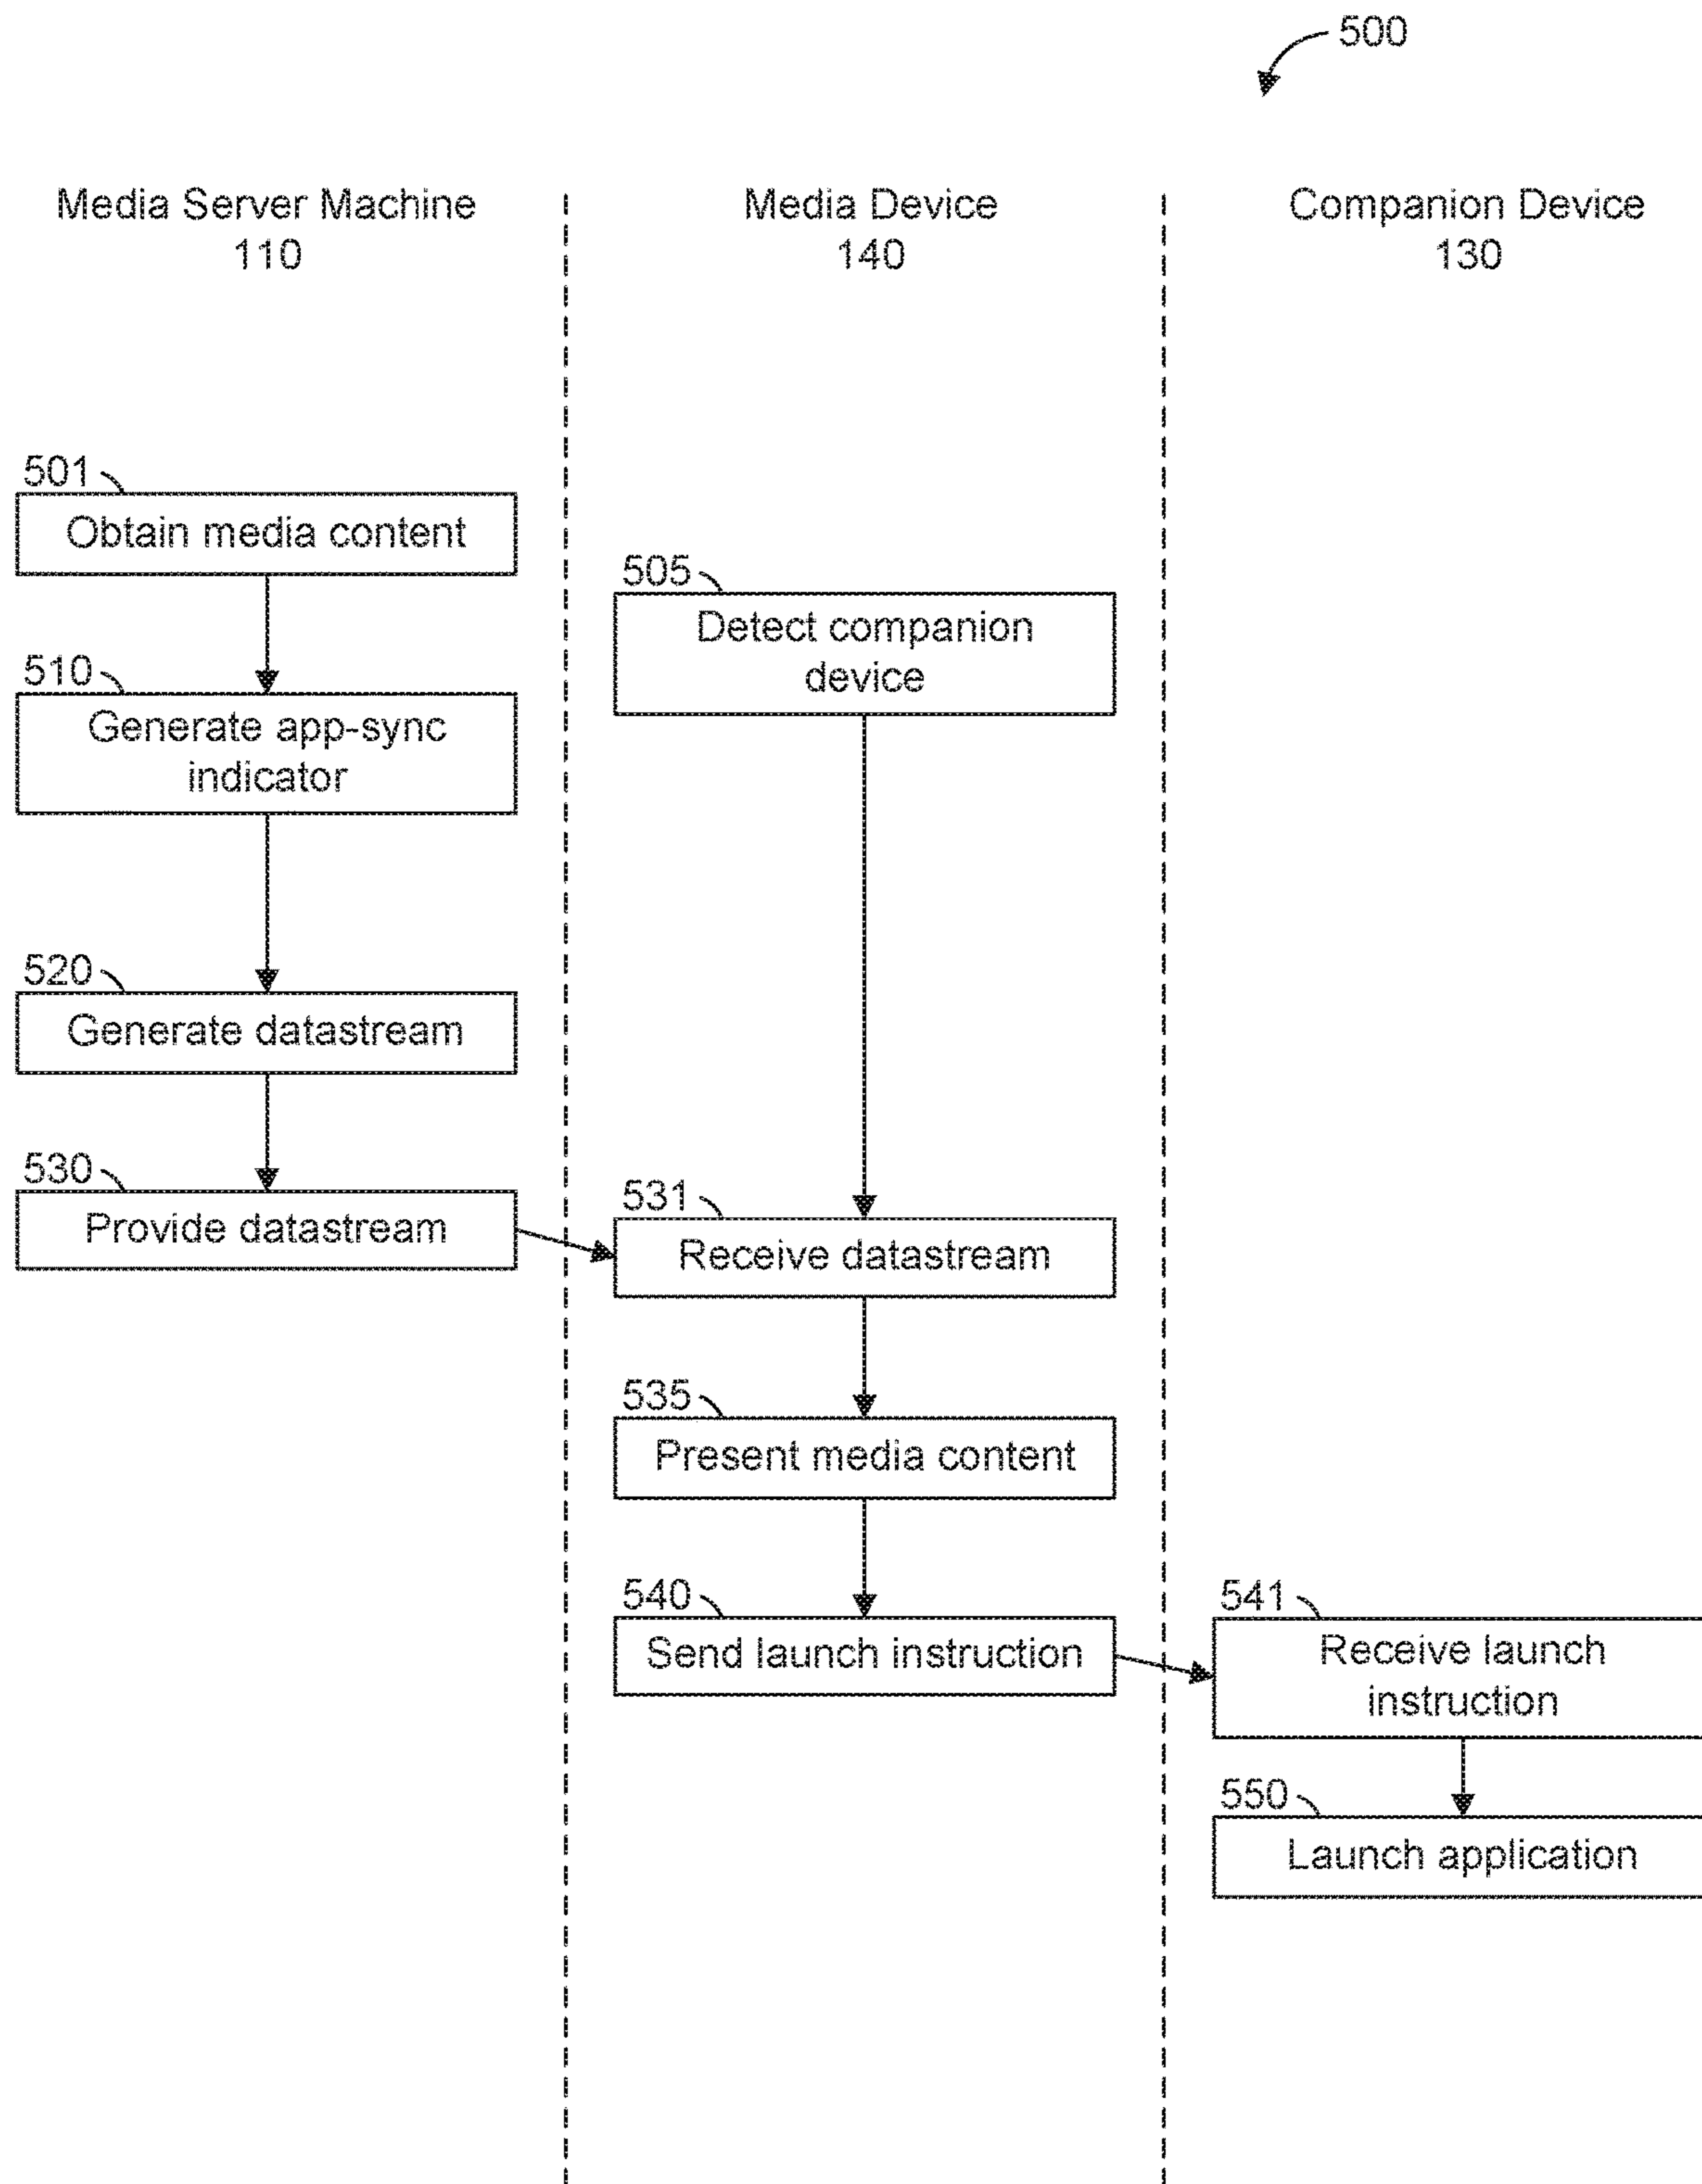 500
Media Server Machine
110
Media Device
140
Companion Device
130
501
Obtain media content
505
Detect companion
device
510
Generate app-sync
indicator
520
Generate datastream
530
Provide datastream
531
Receive datastream
535
Present media content
540
Send launch instruction
541
Receive launch
instruction
550
Launch application